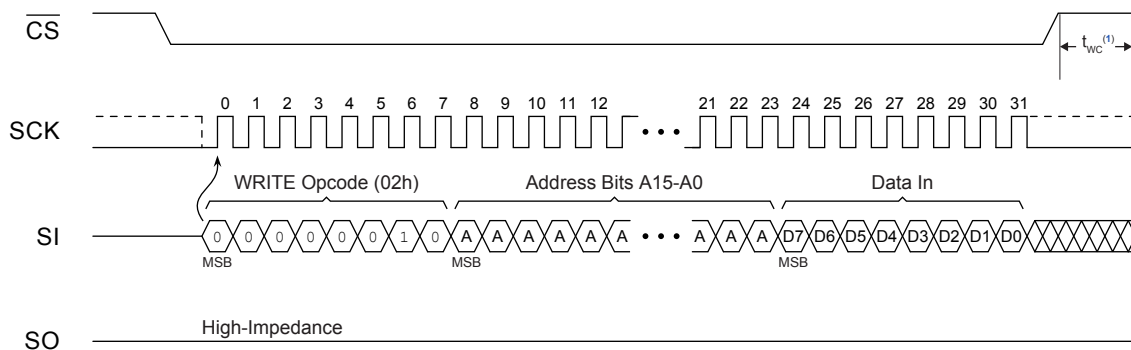 CS
t_WC(1)
0 1 2 3 4 5 6 7 8 9 10 11 12 21 22 23 24 25 26 27 28 29 30 31
SCK • • •
WRITE Opcode (02h) Address Bits A15-A0 Data In
SI 0 0 0 0 0 0 1 0 A A A A A A • • • A A A D7 D6 D5 D4 D3 D2 D1 D0
MSB MSB MSB
High-Impedance
SO